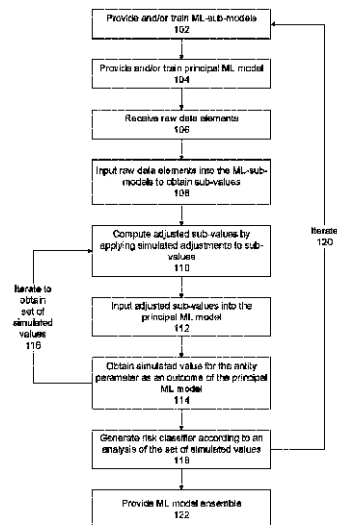 Provide and/or train ML-sub-models
102
Provide and/or train principal ML model
104
Receive raw data elements
106
Input raw data elements into the ML-sub-
models to obtain sub-values
108
Compute adjusted sub-values by
applying simulated adjustments to sub-
values
110
Input adjusted sub-values into the
principal ML model
112
Obtain simulated value for the entity
parameter as an outcome of the principal
ML model
114
Generate risk classifier according to an
analysis of the set of simulated values
118
Provide ML model ensemble
122
Iterate to
obtain
set of
simulated
values
116
Iterate
120